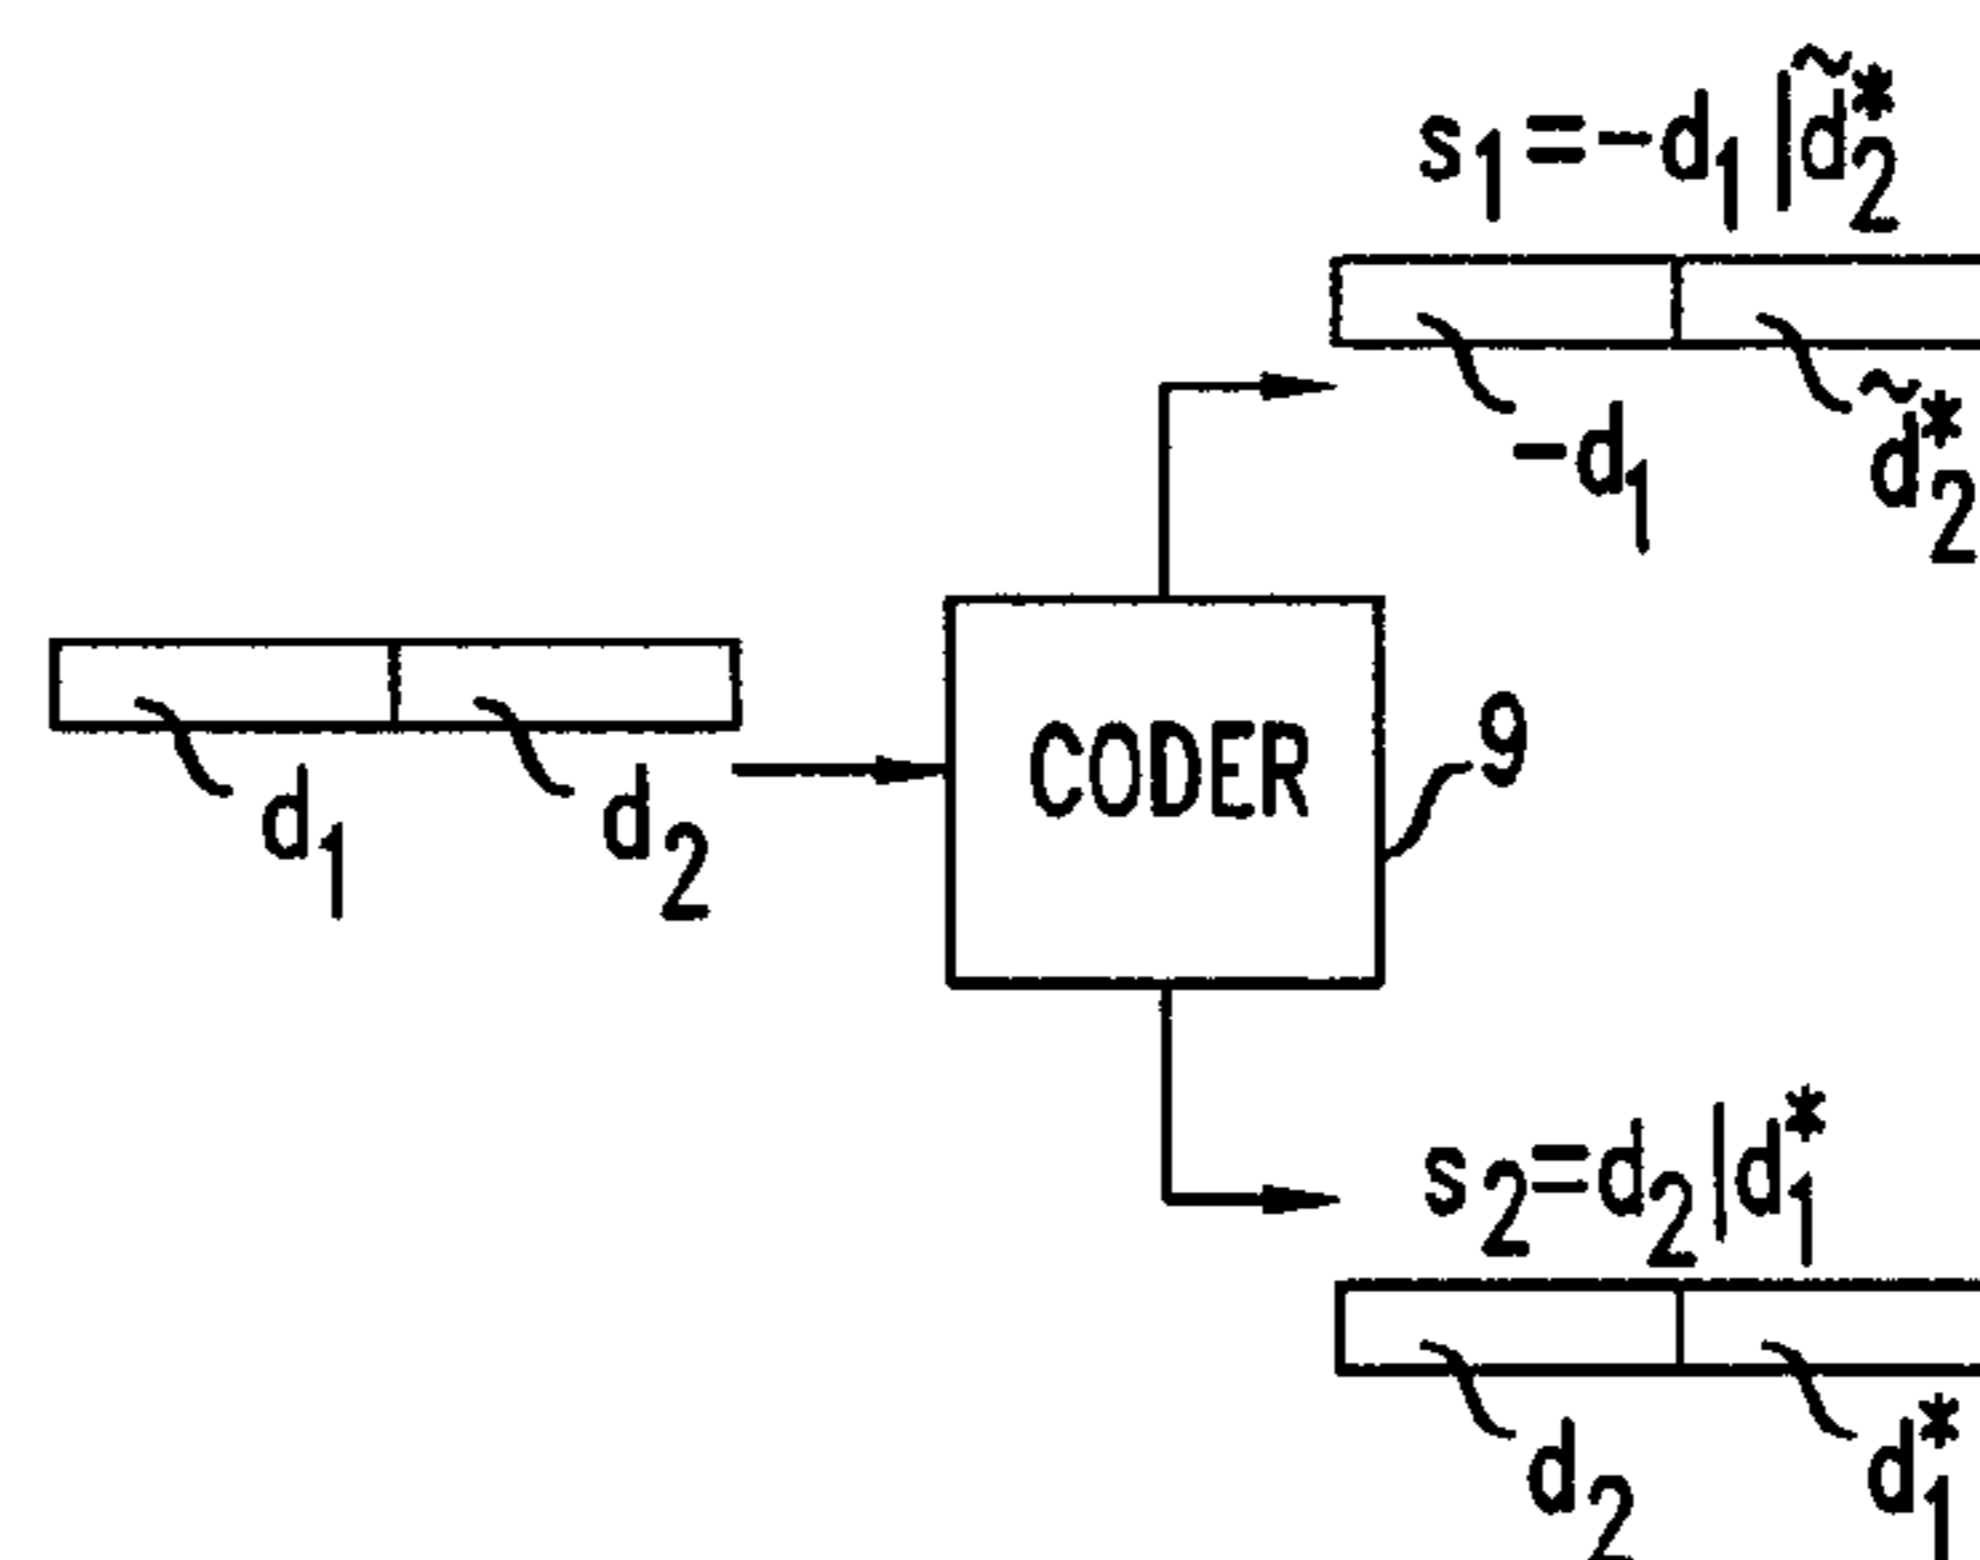 s₁=-d₁|d̃₂*
-d₁
d̃₂*
d₁
d₂
CODER
9
s₂=d₂|d₁*
d₂
d₁*